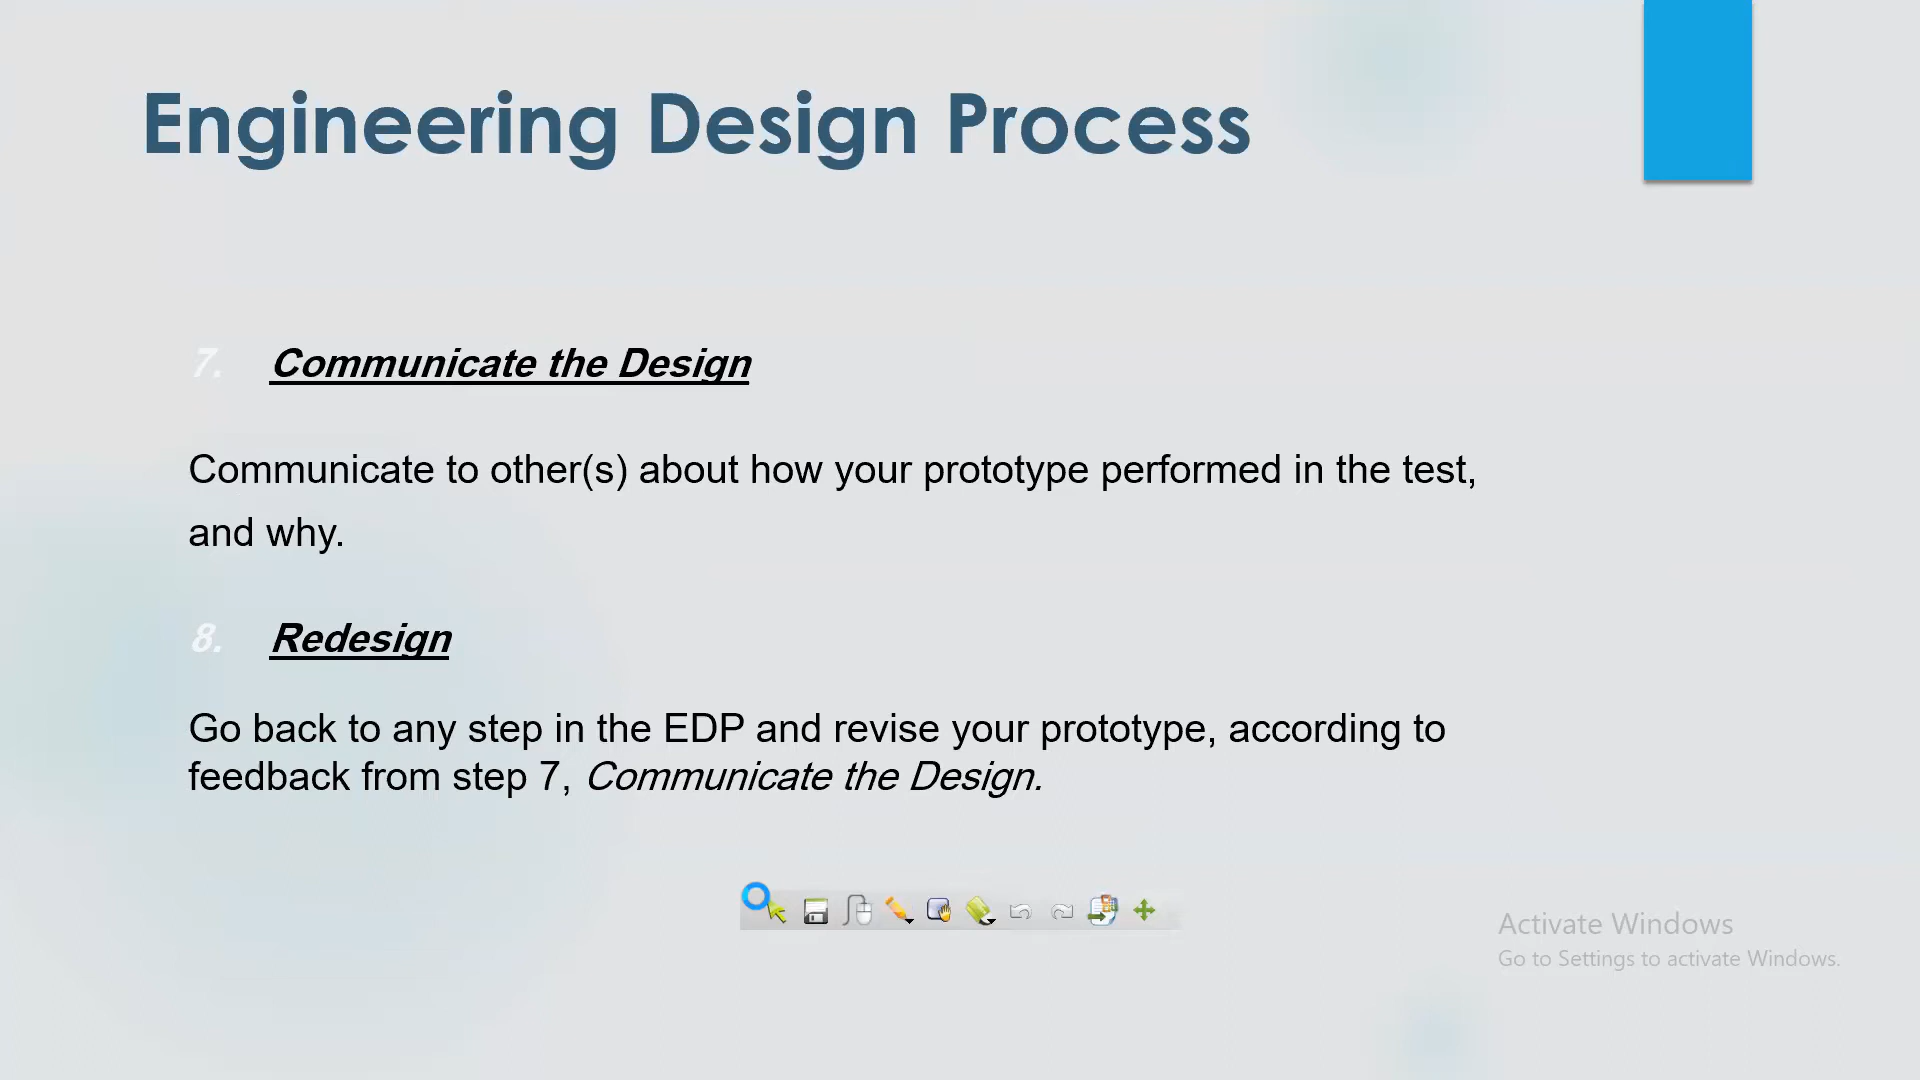 Engineering Design Process
7. Communicate the Design
Communicate to other(s) about how your prototype performed in the test,
and why.
8. Redesign
Go back to any step in the EDP and revise your prototype, according to
feedback from step 7, Communicate the Design.
Activate Windows
Go to Settings to activate Windows.